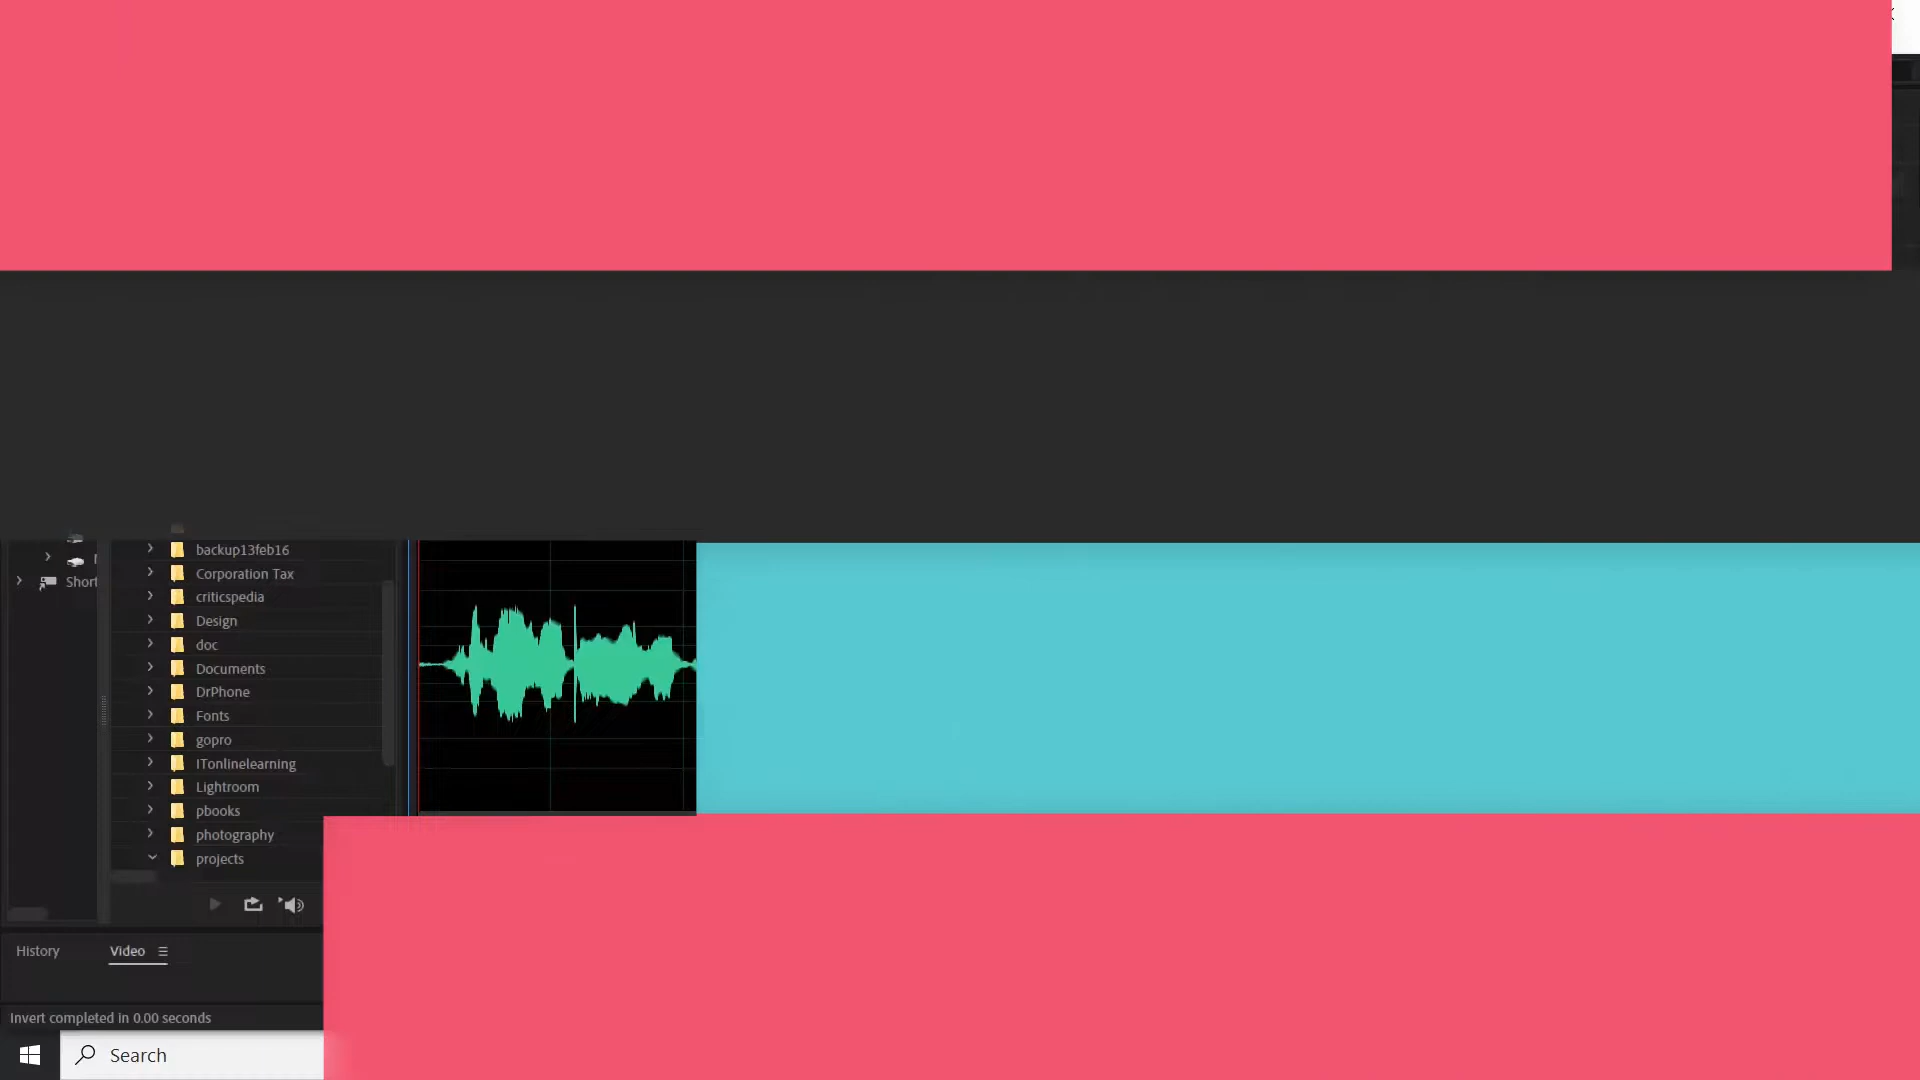 backup13feb16
Corporation Tax
Short
criticspedia
Design
doc
Documents
DrPhone
Fonts
gopro
ITonlinelearning
Lightroom
pbooks
photography
projects
History
Video
Invert completed in 0.00 seconds
Search